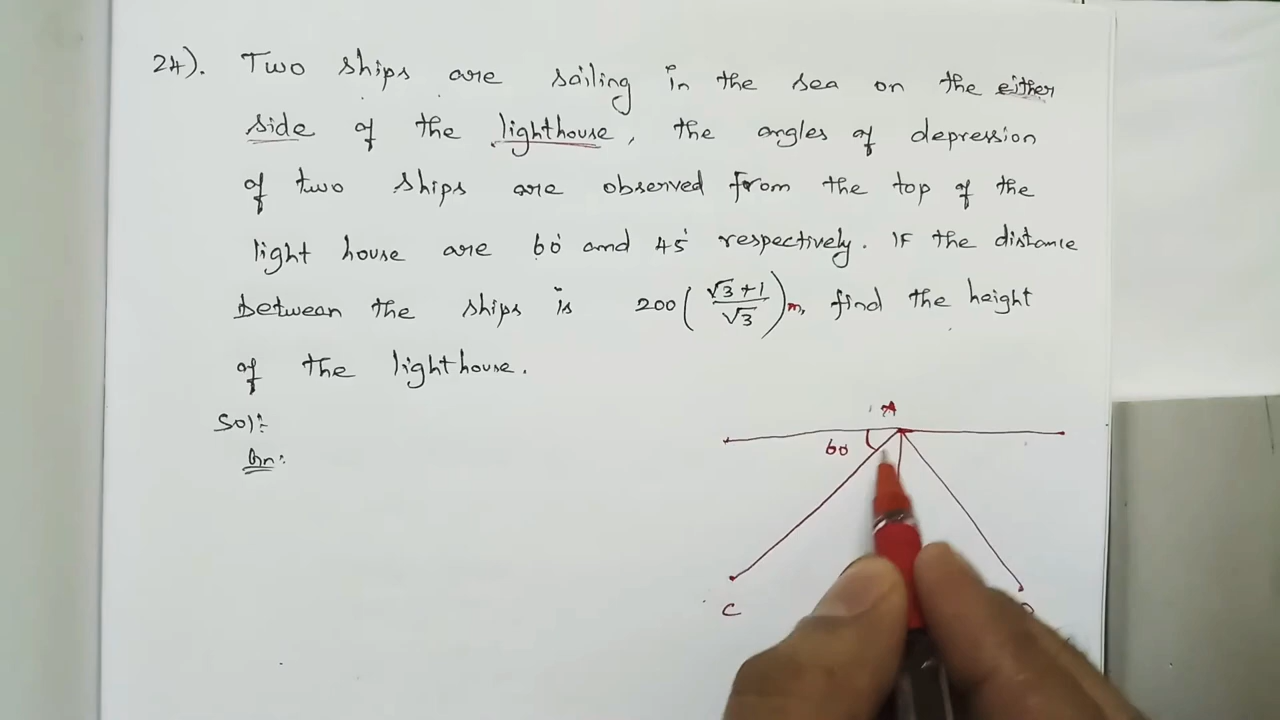 24). Two ships are sailing in the sea on the either
side of the lighthouse, the angles of depression
of two ships are observed from the top of the
light house are 60° and 45° respectively. If the distance
between the ships is 200 (√3+1/√3)m, find the height
of the lighthouse.
Sol:-
Gn:
A
60
C